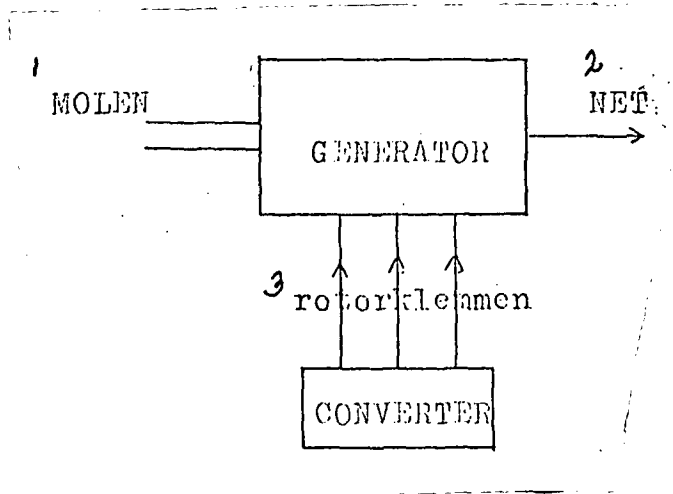 1
2
MOLEN
NET
GENERATOR
3 rotorklemmen
CONVERTER